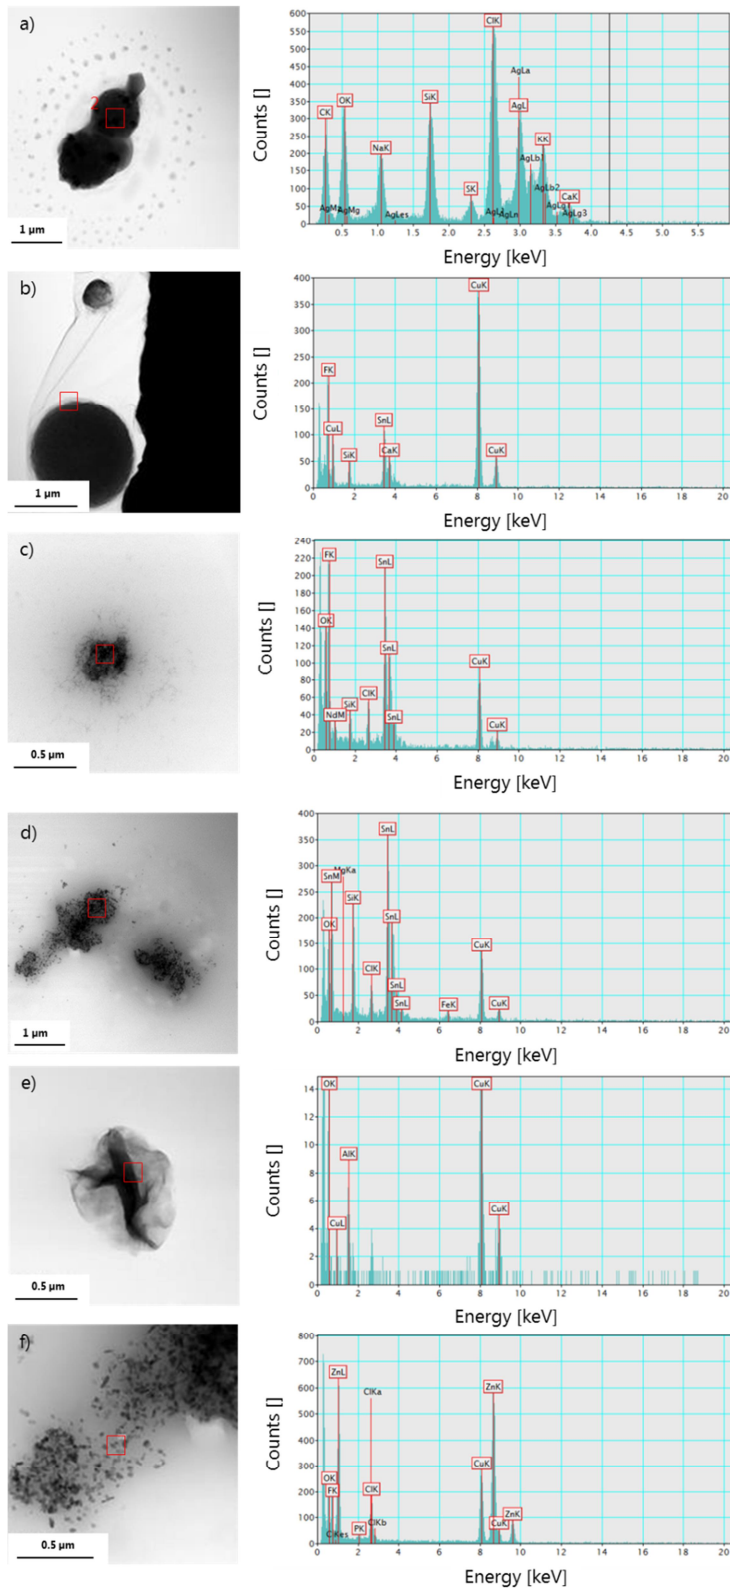 a)
2
1 μm
Counts []
600
550
500
450
400
350
300
250
200
150
100
50
0
ClK
AgLa
CK
OK
SiK
AgL
NaK
KK
AgLb
SK
AgLb2
CaK
AgMg
AgLes
AgLn
AgLg3
0.5 1.0 1.5 2.0 2.5 3.0 3.5 4.0 4.5 5.0 5.5
Energy [keV]
b)
1 μm
Counts []
400
350
300
250
200
150
100
50
0
CuK
FK
CuL
SnL
SiK
CaK
CuK
0 2 4 6 8 10 12 14 16 18 20
Energy [keV]
c)
0.5 μm
Counts []
240
220
200
180
160
140
120
100
80
60
40
20
0
FK
SnL
OK
SnL
CuK
ClK
SiK
NdM
SnL
CuK
0 2 4 6 8 10 12 14 16 18 20
Energy [keV]
d)
1 μm
Counts []
400
350
300
250
200
150
100
50
0
SnL
MgKa
SnM
SiK
OK
SnL
CuK
ClK
SnL
SnL
FeK
CuK
0 2 4 6 8 10 12 14 16 18 20
Energy [keV]
e)
0.5 μm
Counts []
14
12
10
8
6
4
2
0
OK
CuK
AlK
CuL
CuK
0 2 4 6 8 10 12 14 16 18 20
Energy [keV]
f)
0.5 μm
Counts []
800
700
600
500
400
300
200
100
0
ZnL
ClKa
ZnK
OK
FK
ClK
CuK
ClKb
PK
CuK
ZnK
ClKes
0 2 4 6 8 10 12 14 16 18 20
Energy [keV]